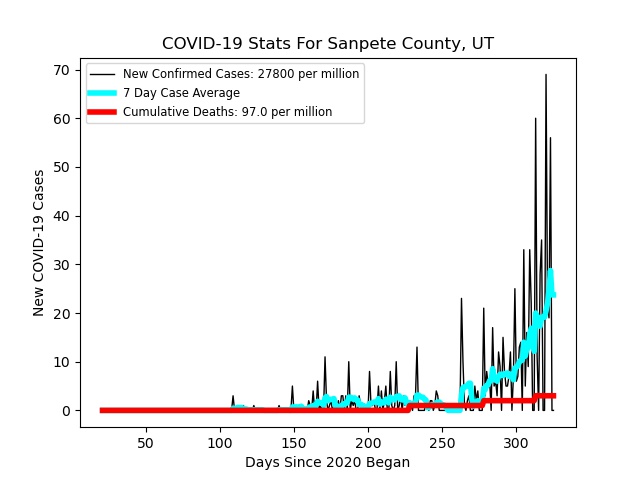 COVID-19 Stats For Sanpete County, UT
New Confirmed Cases: 27800 per million
7 Day Case Average
Cumulative Deaths: 97.0 per million
New COVID-19 Cases
70
60
50
40
30
20
10
0
50
100
150
200
250
300
Days Since 2020 Began